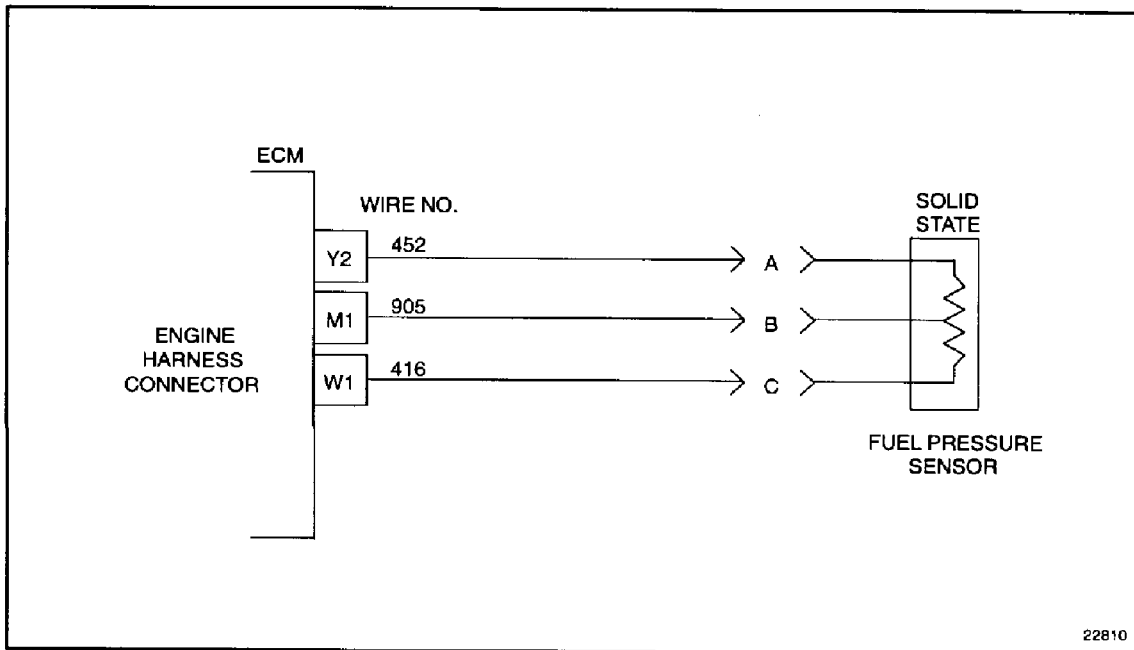 ECM
WIRE NO.
SOLID
STATE
Y2
452
A
M1
905
B
W1
416
C
ENGINE
HARNESS
CONNECTOR
FUEL PRESSURE
SENSOR
22810